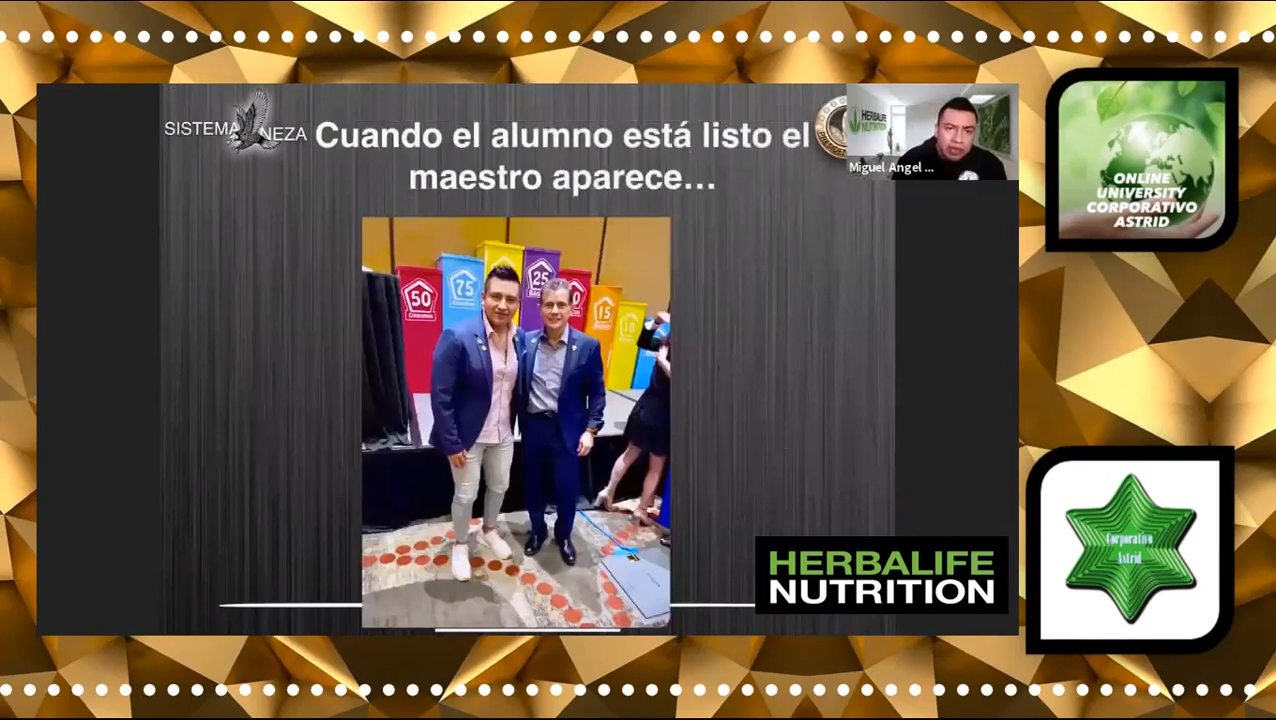 SISTEMA NEZA
Cuando el alumno está listo el
maestro aparece...
HERBALIFE
NUTRITION
Miguel Angel ...
ONLINE
UNIVERSITY
CORPORATIVO
ASTRID
50
75
25
15
10
HERBALIFE
NUTRITION
Corporativo
Astrid